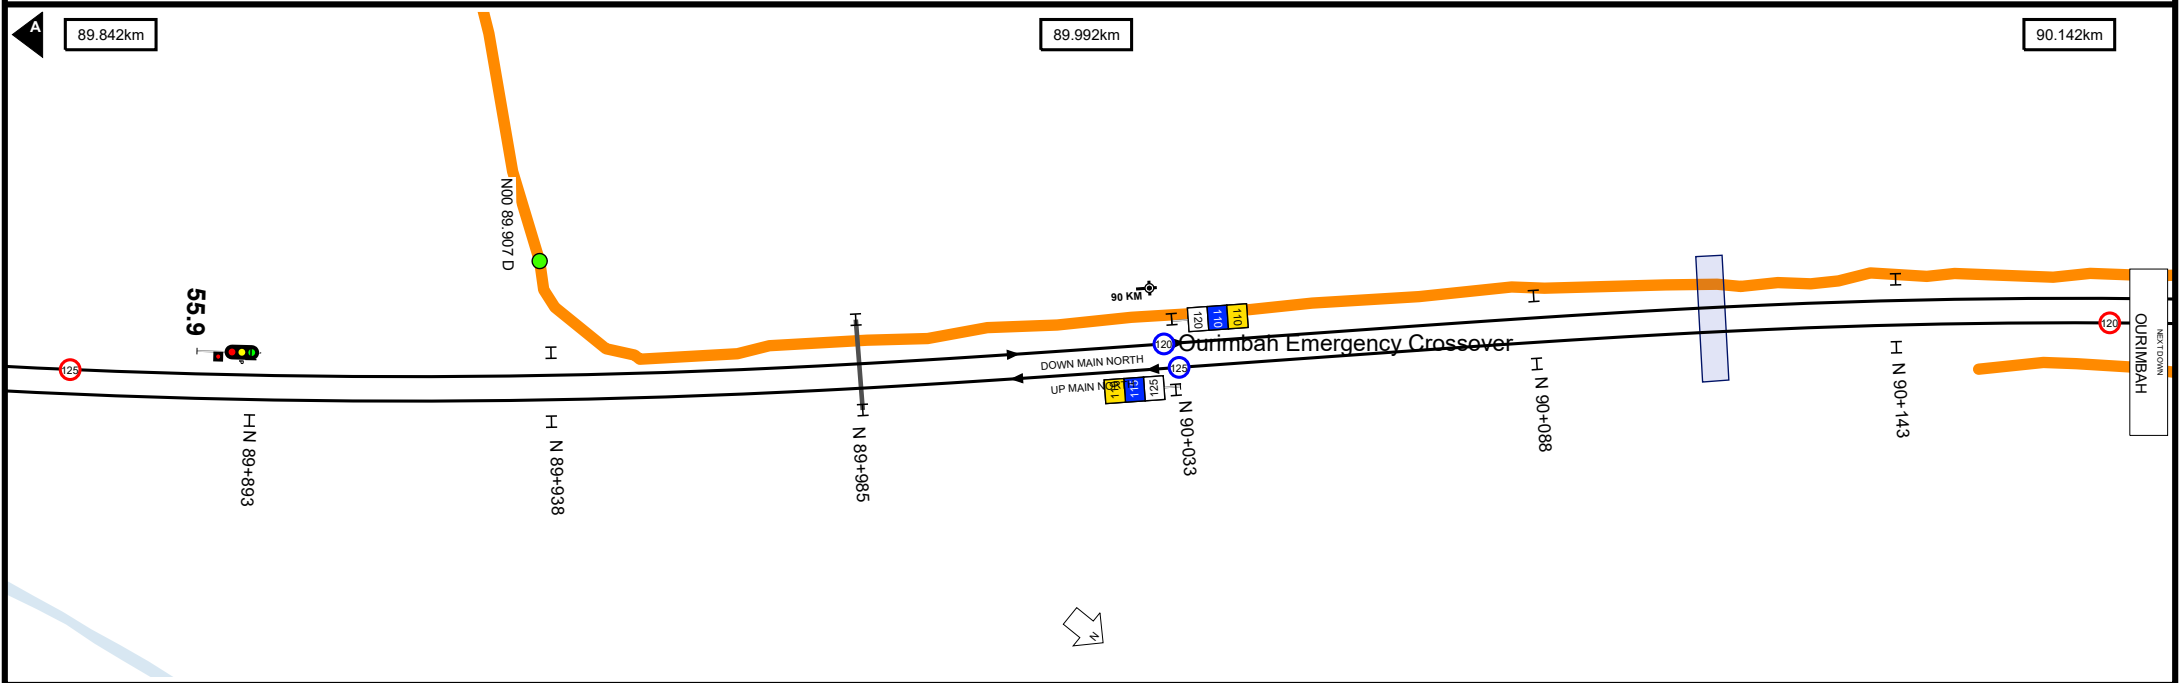 A
89.842km
89.992km
90.142km
N00 89.907 D
55.9
90 KM
120
110
110
120
Ourimbah Emergency Crossover
DOWN MAIN NORTH
125
125
UP MAIN NORTH
115
125
120
OURIMBAH
NEXT DOWN
N 89+893
N 89+938
N 89+985
N 90+033
N 90+088
N 90+143
N